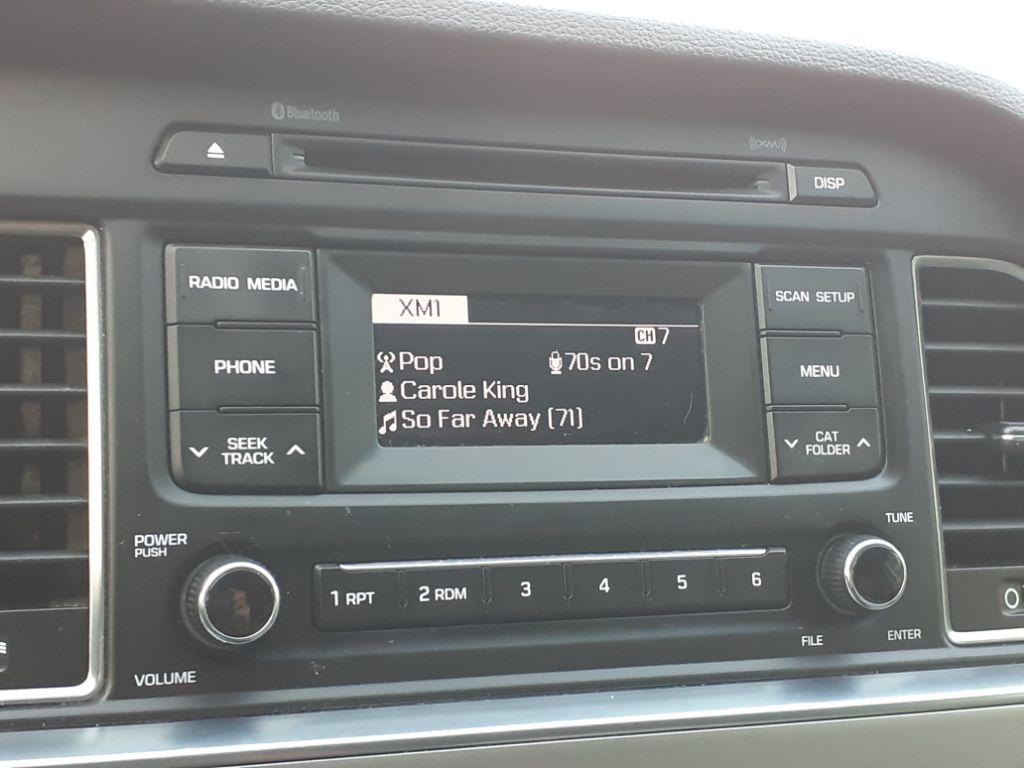 Bluetooth
((XM))
DISP
RADIO MEDIA
SCAN SETUP
XM1
CH 7
PHONE
Pop 70s on 7
MENU
Carole King
So Far Away (71)
SEEK
TRACK
CAT
FOLDER
POWER
PUSH
TUNE
1 RPT 2 RDM 3 4 5 6
FILE ENTER
VOLUME